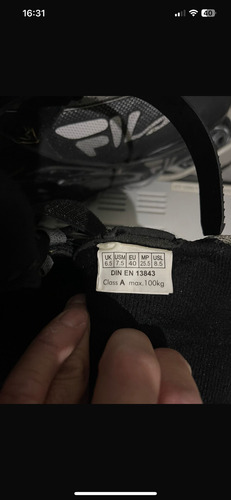 16:31
40
FILA
UK USM EU MP USL
6.5 7.5 40 25.5 8.5
DIN EN 13843
Class A max. 100kg